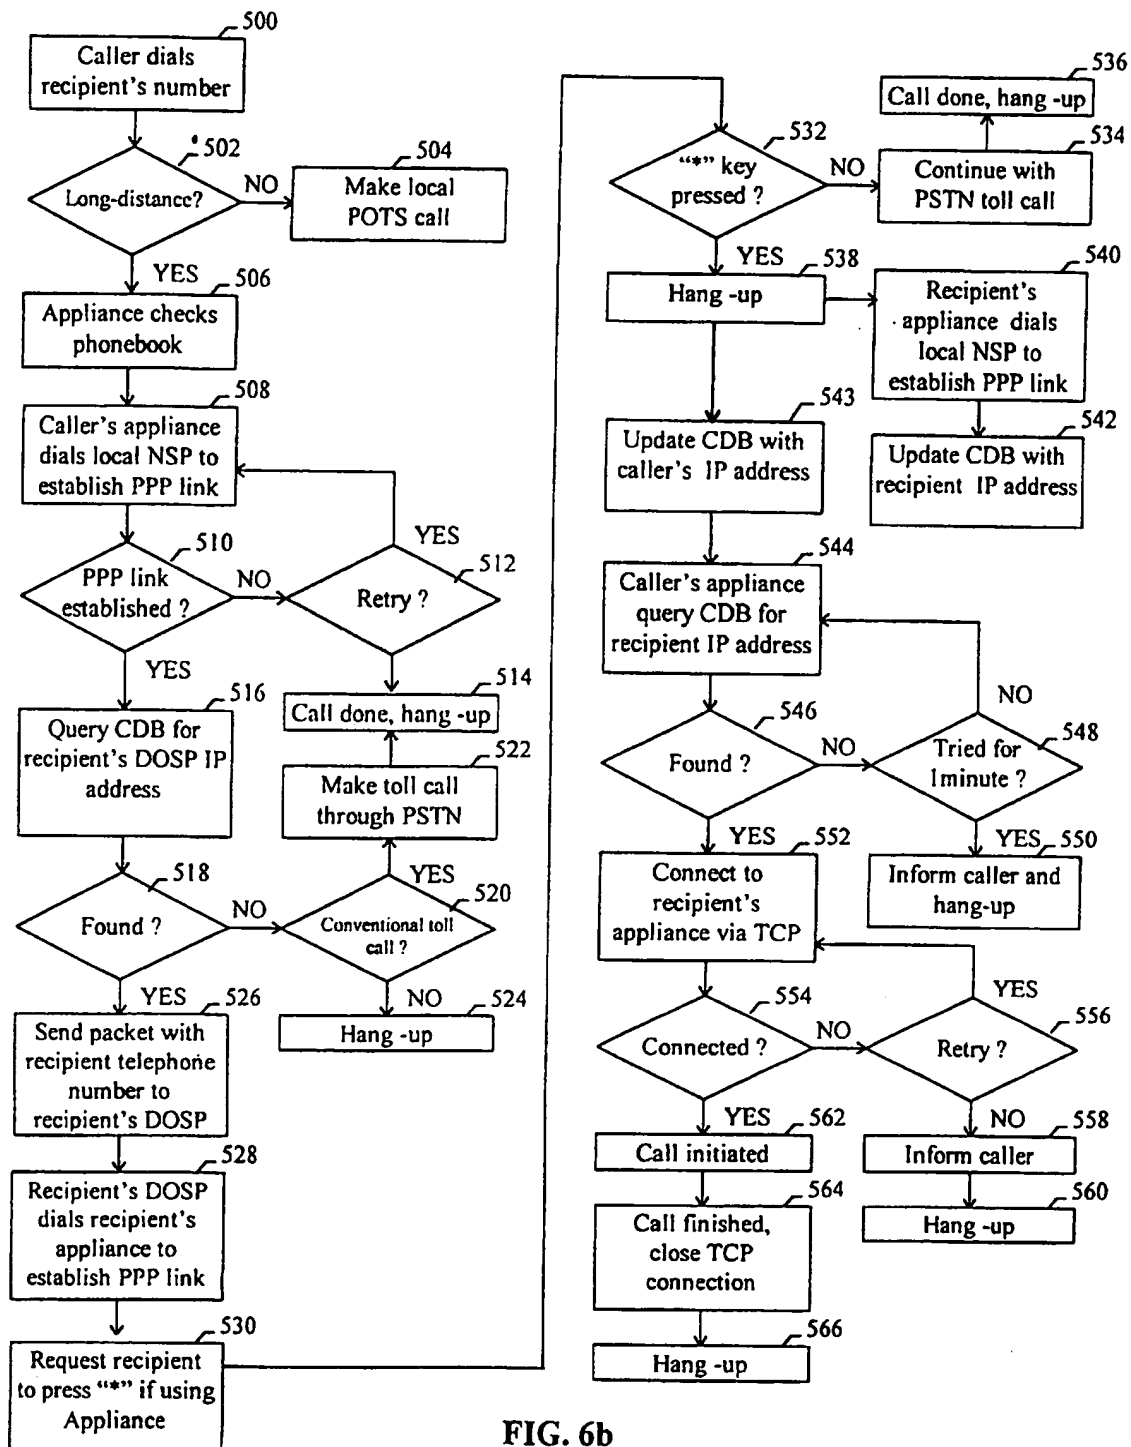 500
Caller dials
recipient's number
502
Long-distance?
NO
504
Make local
POTS call
YES
506
Appliance checks
phonebook
508
Caller's appliance
dials local NSP to
establish PPP link
510
PPP link
established ?
NO
YES
512
Retry ?
YES
514
Call done, hang -up
516
Query CDB for
recipient's DOSP IP
address
522
Make toll call
through PSTN
518
Found ?
NO
YES
520
Conventional toll
call ?
YES
NO
524
Hang -up
526
Send packet with
recipient telephone
number to
recipient's DOSP
528
Recipient's DOSP
dials recipient's
appliance to
establish PPP link
530
Request recipient
to press “*” if using
Appliance
532
“*” key
pressed ?
NO
534
Continue with
PSTN toll call
536
Call done, hang -up
YES
538
Hang -up
540
Recipient's
appliance dials
local NSP to
establish PPP link
542
Update CDB with
recipient IP address
543
Update CDB with
caller's IP address
544
Caller's appliance
query CDB for
recipient IP address
546
Found ?
NO
548
Tried for
1minute ?
NO
YES
550
Inform caller and
hang-up
YES
552
Connect to
recipient's
appliance via TCP
554
Connected ?
NO
556
Retry ?
YES
NO
558
Inform caller
560
Hang -up
YES
562
Call initiated
564
Call finished,
close TCP
connection
566
Hang -up
FIG. 6b